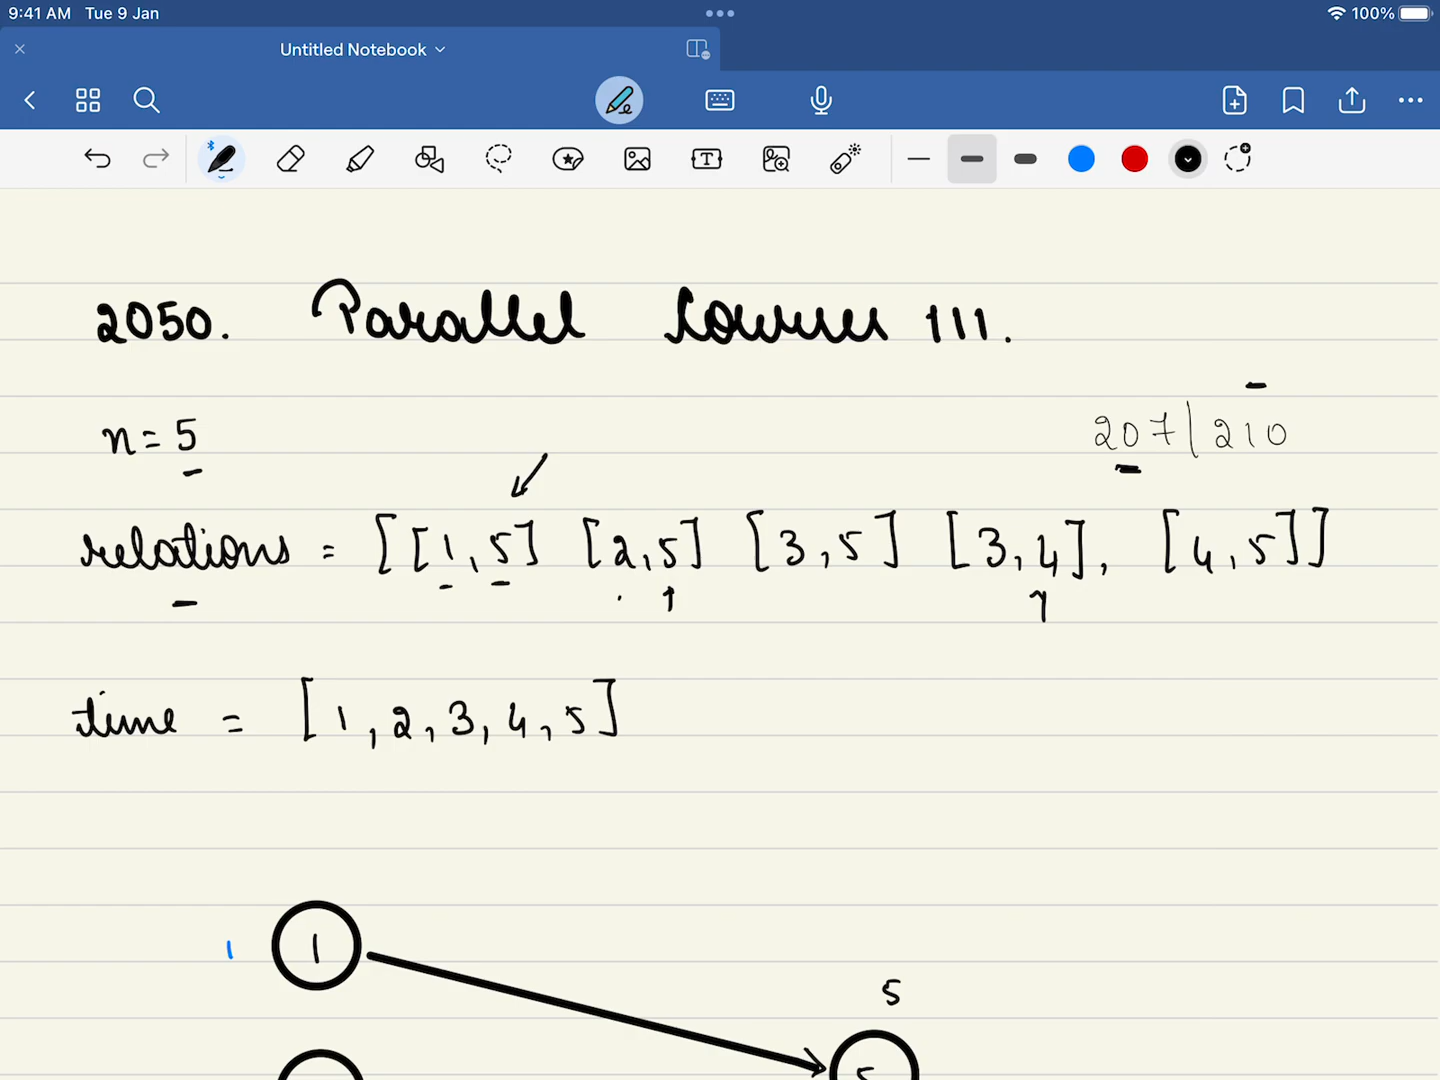 9:41 AM Tue 9 Jan 100%
Untitled Notebook
2050. Parallel Courses III.
n = 5
207|210
relations = [[1,5] [2,5] [3,5] [3,4], [4,5]]
time = [1,2,3,4,5]
1 1
5
5